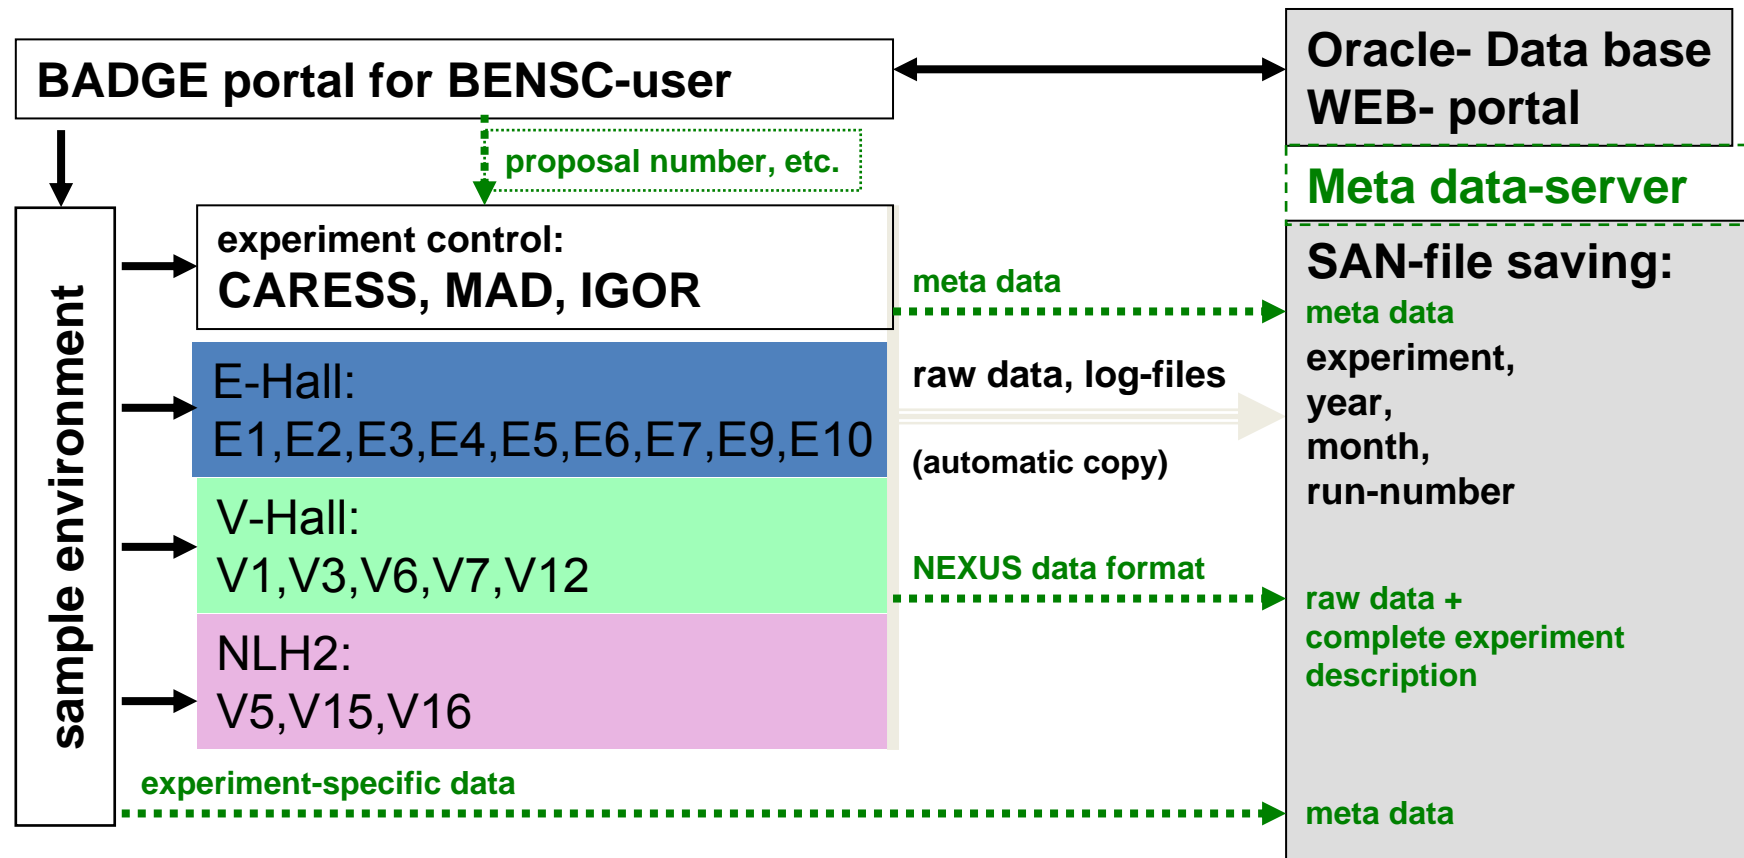 BADGE portal for BENSC-user
Oracle- Data base
WEB- portal
proposal number, etc.
Meta data-server
sample environment
experiment control:
CARESS, MAD, IGOR
E-Hall:
E1,E2,E3,E4,E5,E6,E7,E9,E10
V-Hall:
V1,V3,V6,V7,V12
NLH2:
V5,V15,V16
meta data
raw data, log-files
(automatic copy)
NEXUS data format
experiment-specific data
SAN-file saving:
meta data
experiment,
year,
month,
run-number
raw data +
complete experiment
description
meta data